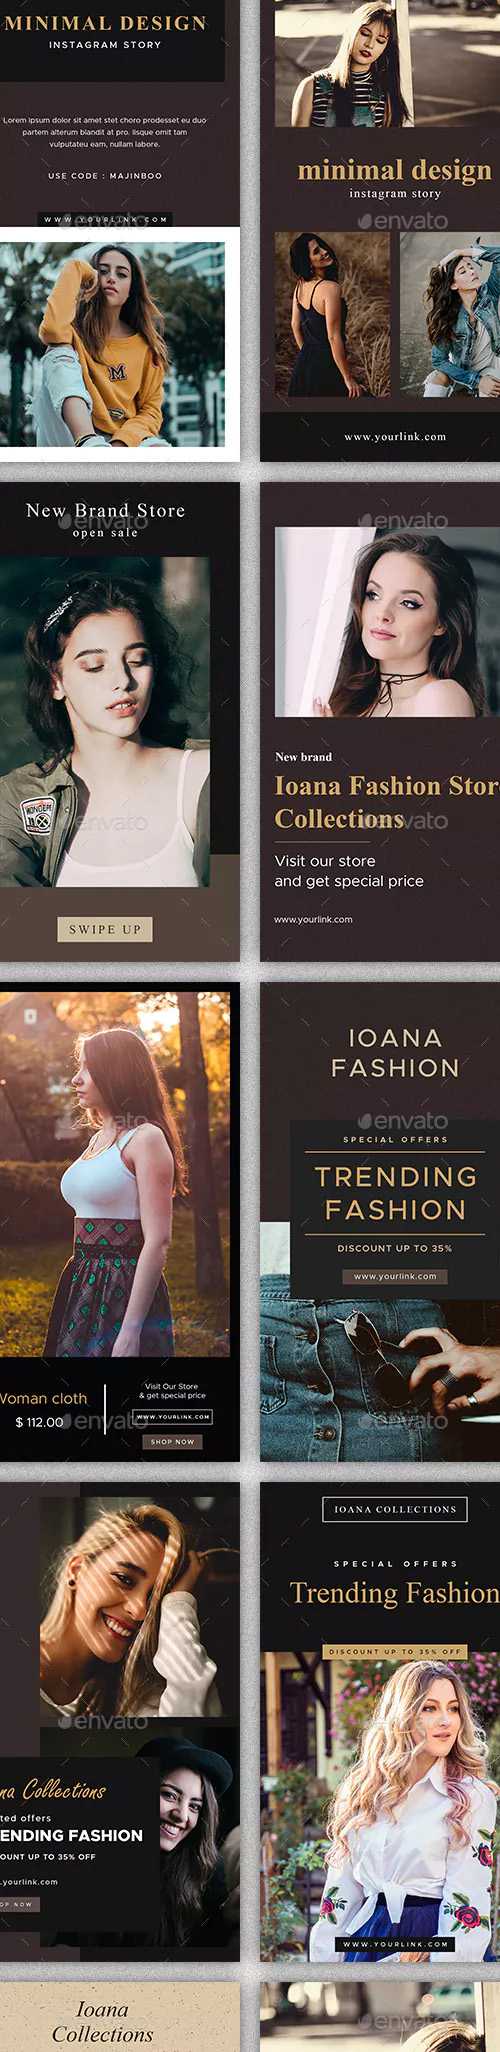 MINIMAL DESIGN
INSTAGRAM STORY
Lorem ipsum dolor sit amet stet choro prodesset eu duo
partem alterum blandit at pro. Iisque orit tam
vulputateu eam, nullam labore.
USE CODE : MAJINBOO
WWW.YOURLINK.COM
envato
M
minimal design
instagram story
envato
www.yourlink.com
New Brand Store
envato
open sale
WONDER
envato
SWIPE UP
envato
New brand
Ioana Fashion Stor
Collections
envato
Visit our store
and get special price
www.yourlink.com
envato
Woman cloth
$ 112.00
Visit Our Store
& get special price
WWW.YOURLINK.COM
envato
SHOP NOW
IOANA
FASHION
envato
SPECIAL OFFERS
TRENDING
FASHION
DISCOUNT UP TO 35%
www.yourlink.com
envato
envato
na Collections
ted offers
ENDING FASHION
OUNT UP TO 35% OFF
.yourlink.com
OP NOW
IOANA COLLECTIONS
SPECIAL OFFERS
Trending Fashion
DISCOUNT UP TO 35% OFF
envato
WWW.YOURLINK.COM
Ioana
Collections
envato
envato